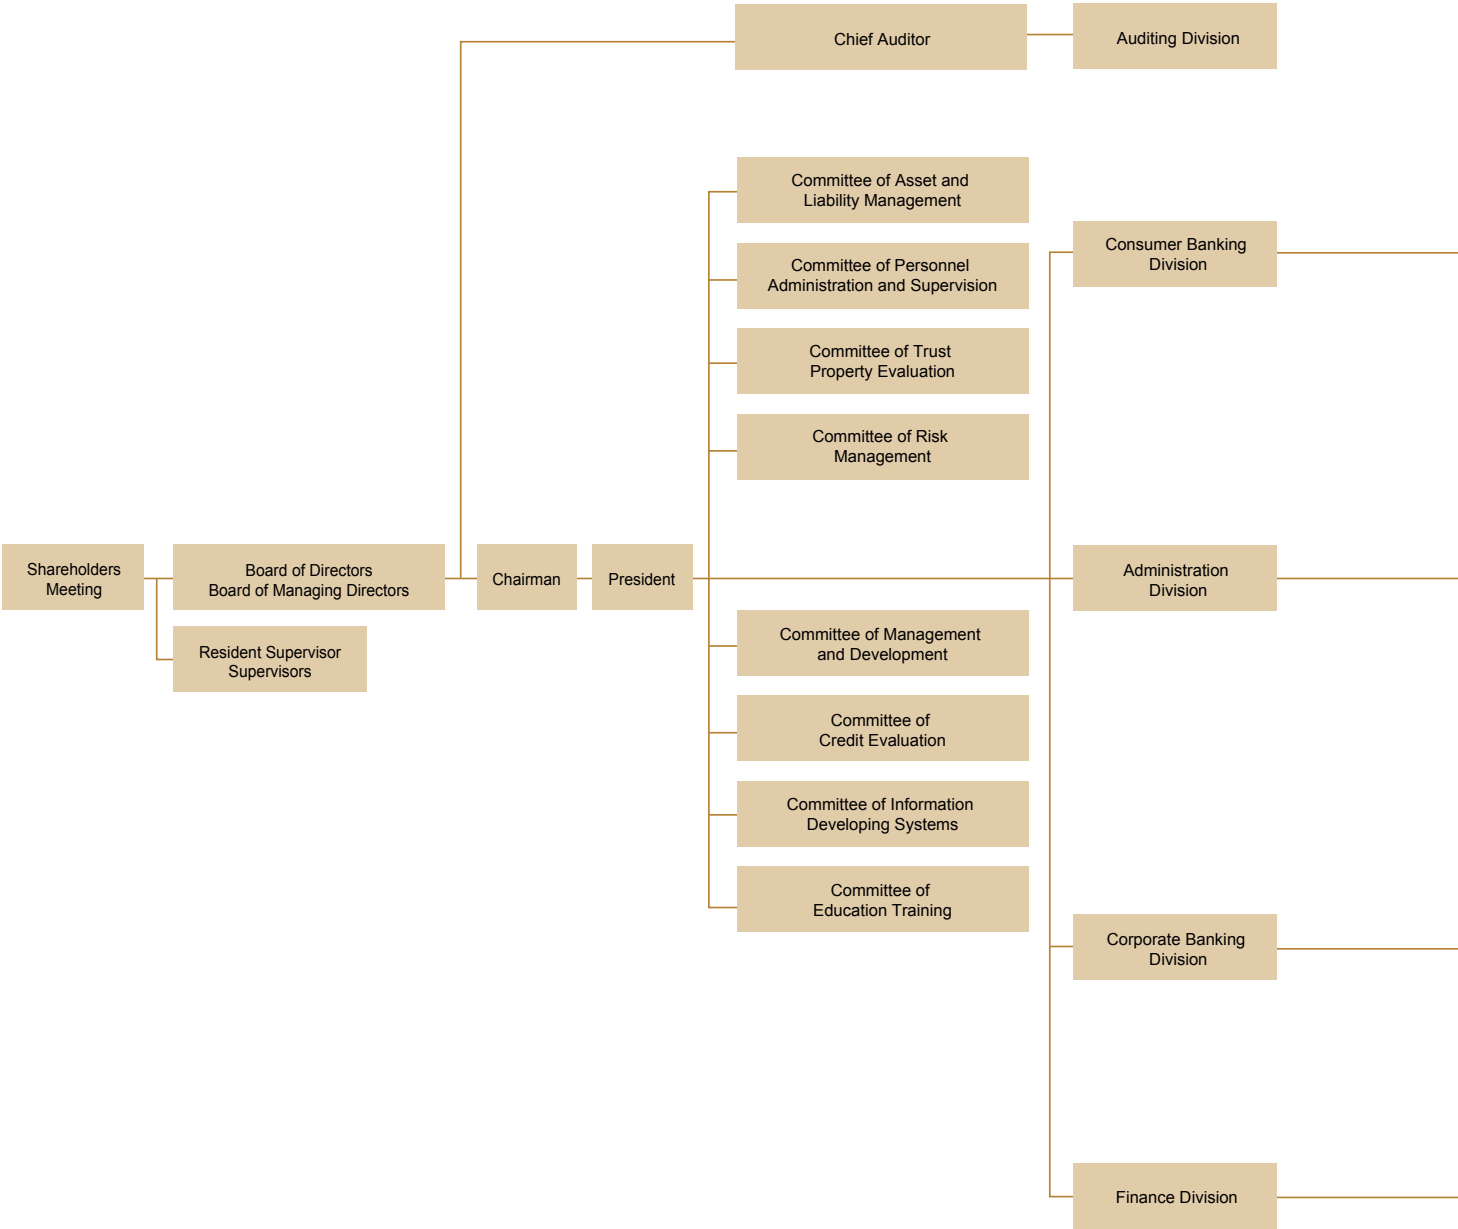 Chief Auditor
Auditing Division
Committee of Asset and
Liability Management
Committee of Personnel
Administration and Supervision
Committee of Trust
Property Evaluation
Committee of Risk
Management
Consumer Banking
Division
Shareholders
Meeting
Board of Directors
Board of Managing Directors
Resident Supervisor
Supervisors
Chairman
President
Administration
Division
Committee of Management
and Development
Committee of
Credit Evaluation
Committee of Information
Developing Systems
Committee of
Education Training
Corporate Banking
Division
Finance Division